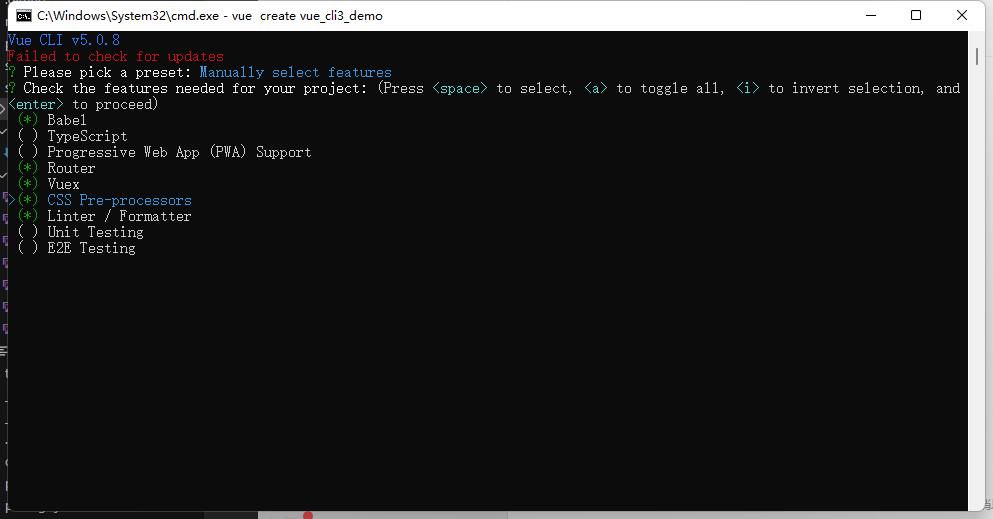 C:\Windows\System32\cmd.exe - vue  create vue_cli3_demo
Vue CLI v5.0.8
Failed to check for updates
? Please pick a preset: Manually select features
? Check the features needed for your project: (Press <space> to select, <a> to toggle all, <i> to invert selection, and
<enter> to proceed)
(*) Babel
( ) TypeScript
( ) Progressive Web App (PWA) Support
(*) Router
(*) Vuex
>(*) CSS Pre-processors
(*) Linter / Formatter
( ) Unit Testing
( ) E2E Testing